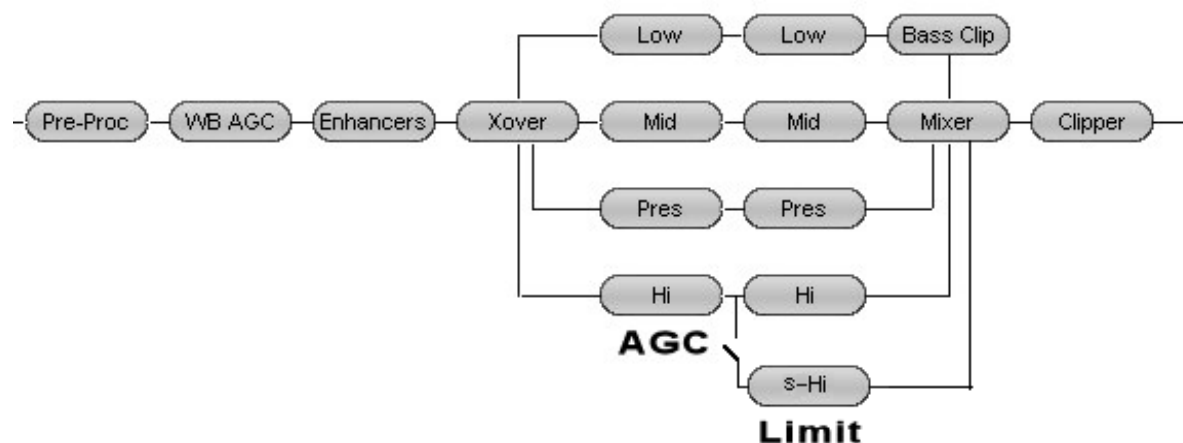 Low Low Bass Clip
Pre-Proc WB AGC Enhancers Xover Mid Mid Mixer Clipper
Pres Pres
Hi Hi
AGC
s-Hi
Limit